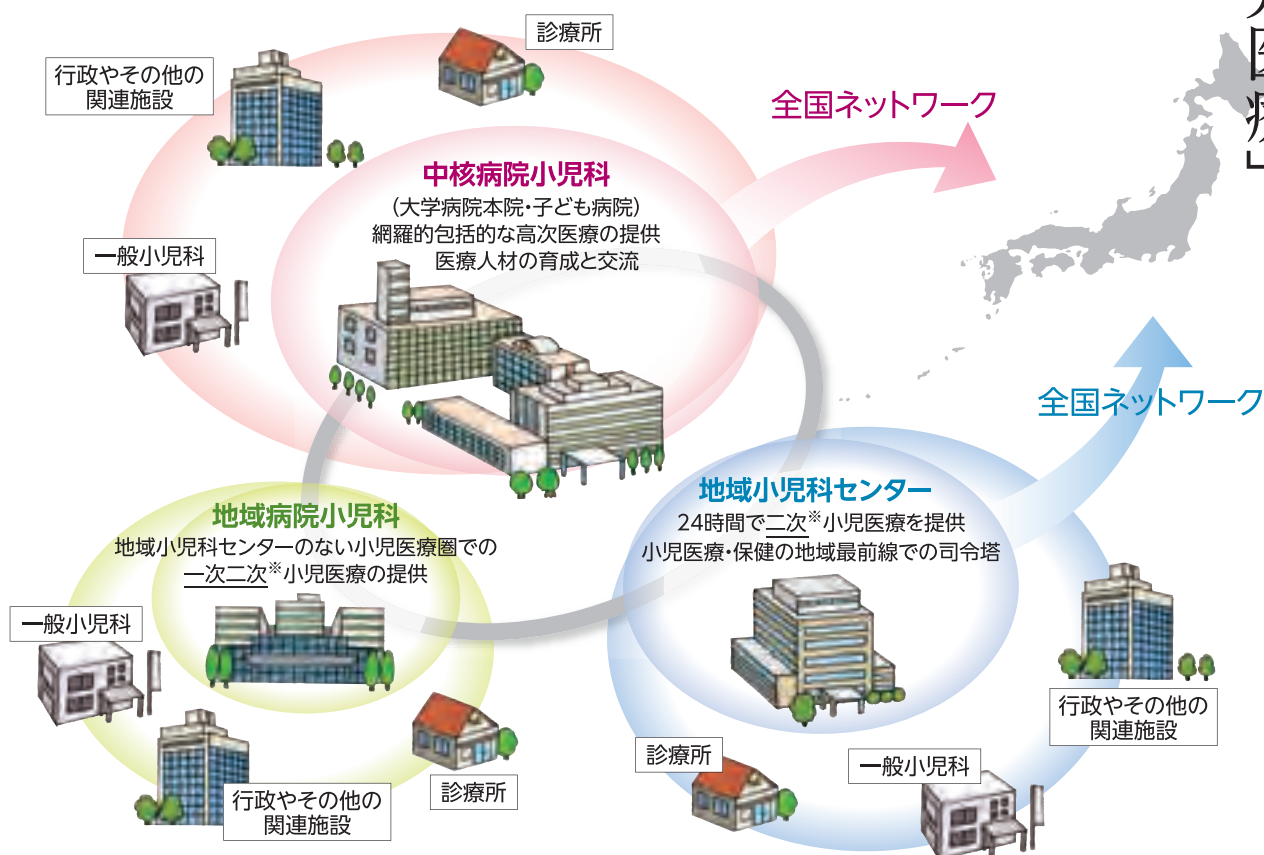 診療所
行政やその他の
関連施設
全国ネットワーク
中核病院小児科
(大学病院本院・子ども病院)
網羅的包括的な高次医療の提供
医療人材の育成と交流
一般小児科
医療」
全国ネットワーク
地域小児科センター
24時間で二次※小児医療を提供
小児医療・保健の地域最前線での司令塔
地域病院小児科
地域小児科センターのない小児医療圏での
一次二次※小児医療の提供
一般小児科
行政やその他の
関連施設
診療所
診療所
一般小児科
行政やその他の
関連施設